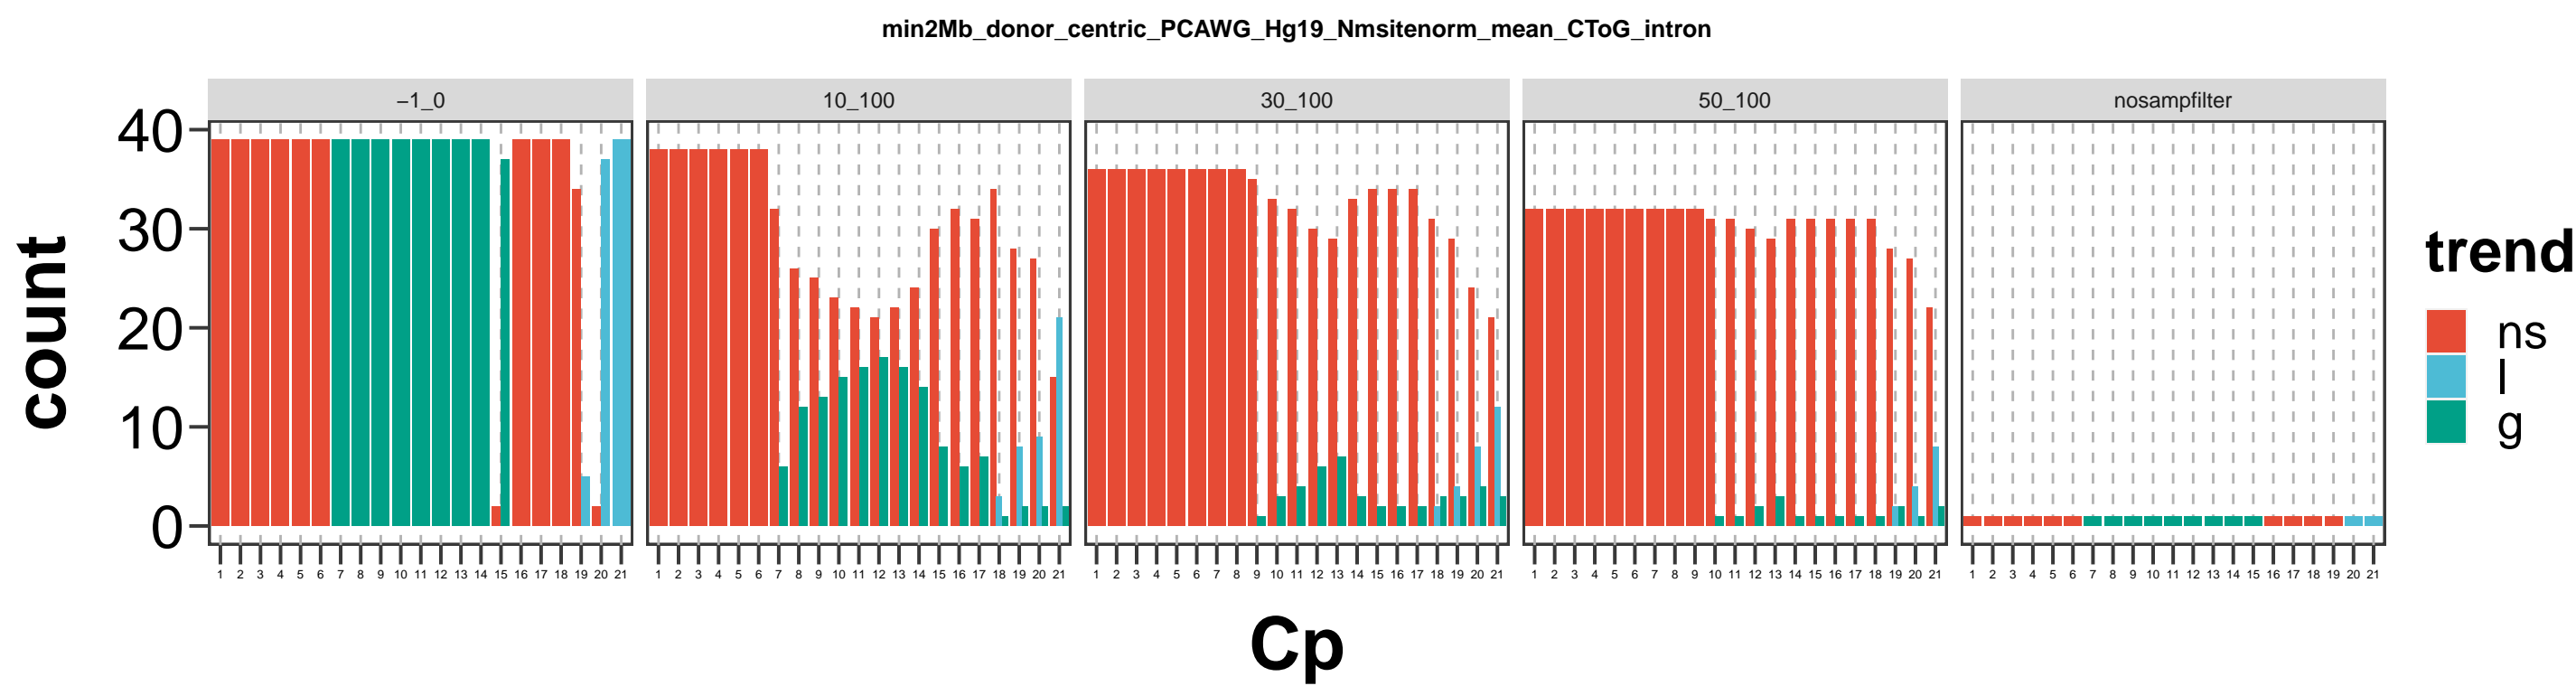 min2Mb_donor_centric_PCAWG_Hg19_Nmsitenorm_mean_CToG_intron
−1_0 10_100 30_100 50_100 nosampfilter
40
30
20
10
0
count
1 2 3 4 5 6 7 8 9 10 11 12 13 14 15 16 17 18 19 20 21 1 2 3 4 5 6 7 8 9 10 11 12 13 14 15 16 17 18 19 20 21 1 2 3 4 5 6 7 8 9 10 11 12 13 14 15 16 17 18 19 20 21 1 2 3 4 5 6 7 8 9 10 11 12 13 14 15 16 17 18 19 20 21 1 2 3 4 5 6 7 8 9 10 11 12 13 14 15 16 17 18 19 20 21
Cp
trend
ns
l
g